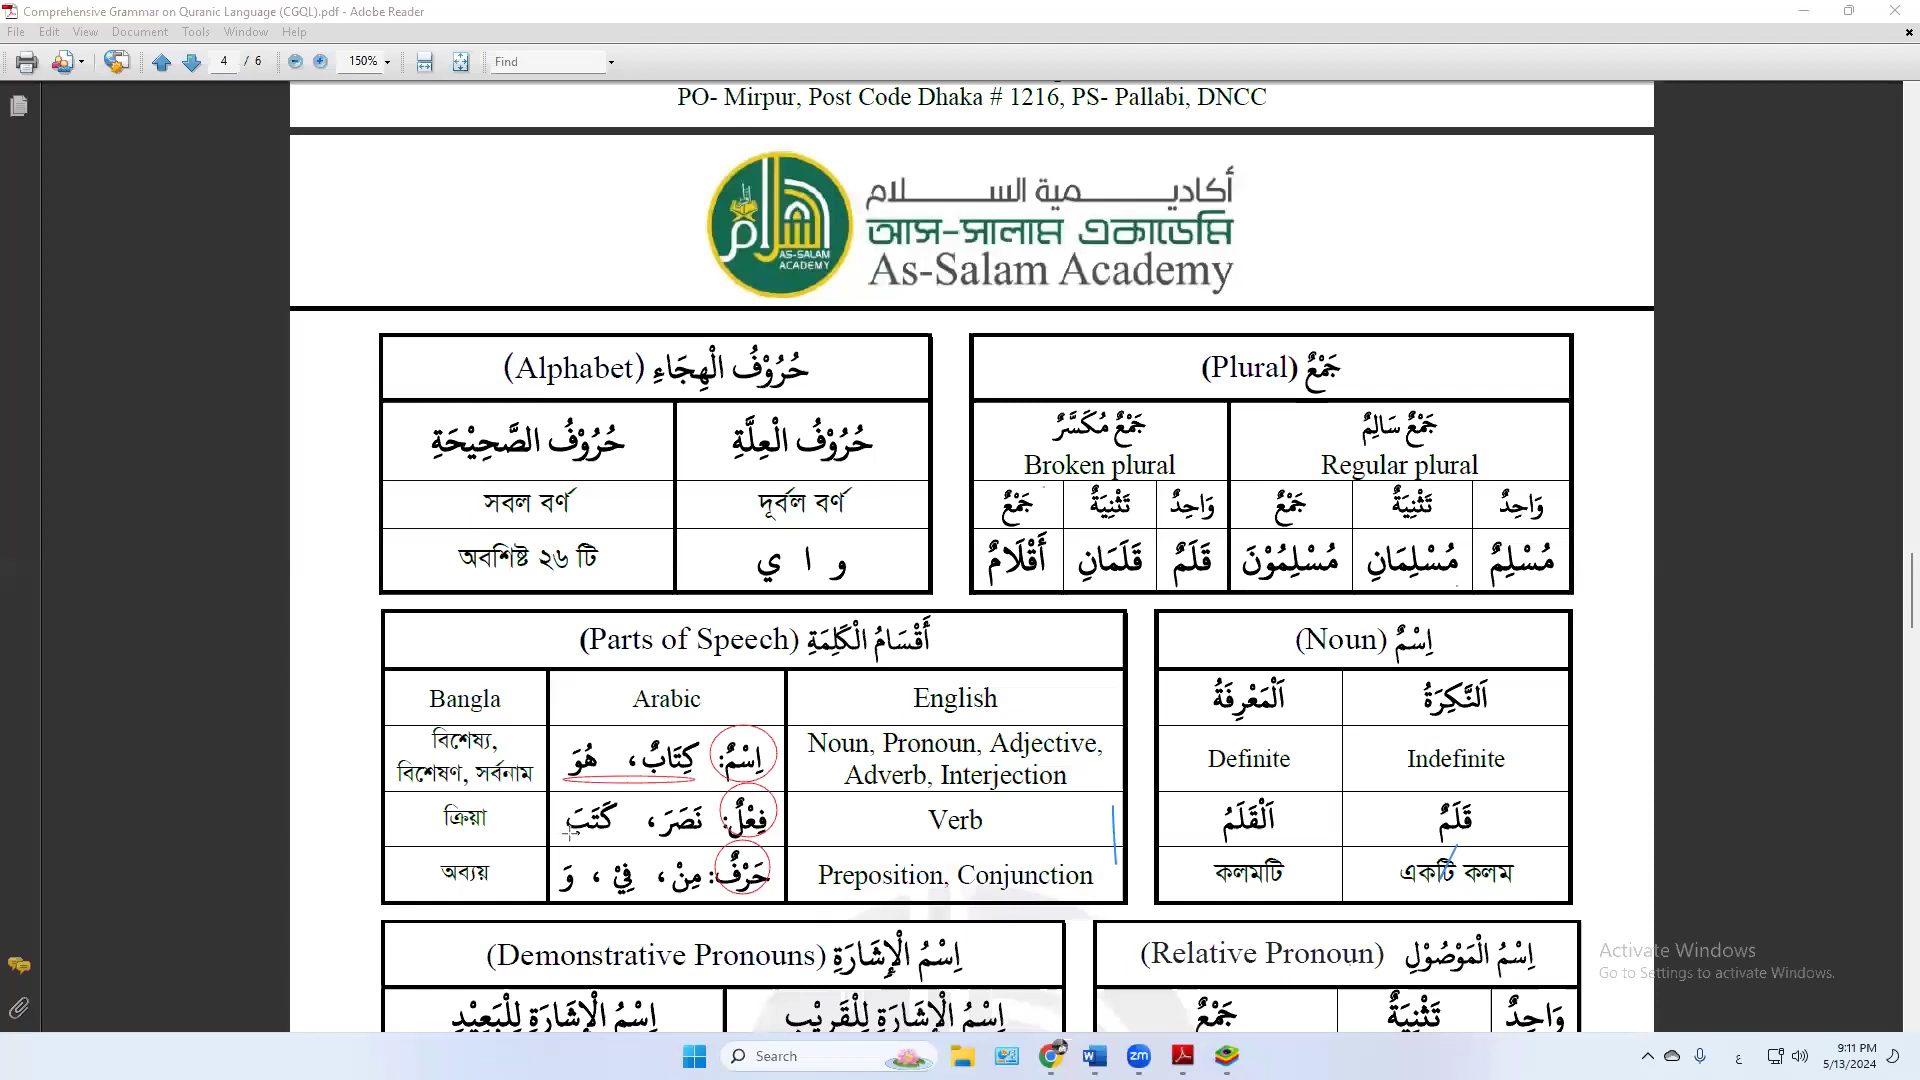 Comprehensive Grammar on Quranic Language (CGQL).pdf - Adobe Reader
File Edit View Document Tools Window Help
4 / 6 150% Find
PO- Mirpur, Post Code Dhaka # 1216, PS- Pallabi, DNCC
أكاديـــمية الســـلام
আস-সালাম একাডেমি
As-Salam Academy
AS-SALAM
ACADEMY
حُرُوْفُ الْهِجَاءِ (Alphabet)
حُرُوْفُ الصَّحِيْحَةِ حُرُوْفُ الْعِلَّةِ
সবল বর্ণ দূর্বল বর্ণ
অবশিষ্ট ২৬ টি و ا ي
جَمْعٌ (Plural)
جَمْعٌ مُكَسَّرٌ جَمْعٌ سَالِمٌ
Broken plural Regular plural
جَمْعٌ تَثْنِيَةٌ وَاحِدٌ جَمْعٌ تَثْنِيَةٌ وَاحِدٌ
أَقْلَامٌ قَلَمَانِ قَلَمٌ مُسْلِمُوْنَ مُسْلِمَانِ مُسْلِمٌ
أَقْسَامُ الْكَلِمَةِ (Parts of Speech)
Bangla Arabic English
বিশেষ্য,
বিশেষণ, সর্বনাম
اِسْمٌ: كِتَابٌ، هُوَ
Noun, Pronoun, Adjective,
Adverb, Interjection
ক্রিয়া فِعْلٌ: نَصَرَ، كَتَبَ Verb
অব্যয় حَرْفٌ: مِنْ، فِيْ، وَ Preposition, Conjunction
اِسْمٌ (Noun)
اَلْمَعْرِفَةُ اَلنَّكِرَةُ
Definite Indefinite
اَلْقَلَمُ قَلَمٌ
কলমটি একটি কলম
اِسْمُ الْإِشَارَةِ (Demonstrative Pronouns)
اِسْمُ الْإِشَارَةِ لِلْبَعِيْدِ اِسْمُ الْإِشَارَةِ لِلْقَرِيْبِ
اِسْمُ الْمَوْصُوْلِ (Relative Pronoun)
جَمْعٌ تَثْنِيَةٌ وَاحِدٌ
Activate Windows
Go to Settings to activate Windows.
Search
ع
9:11 PM
5/13/2024